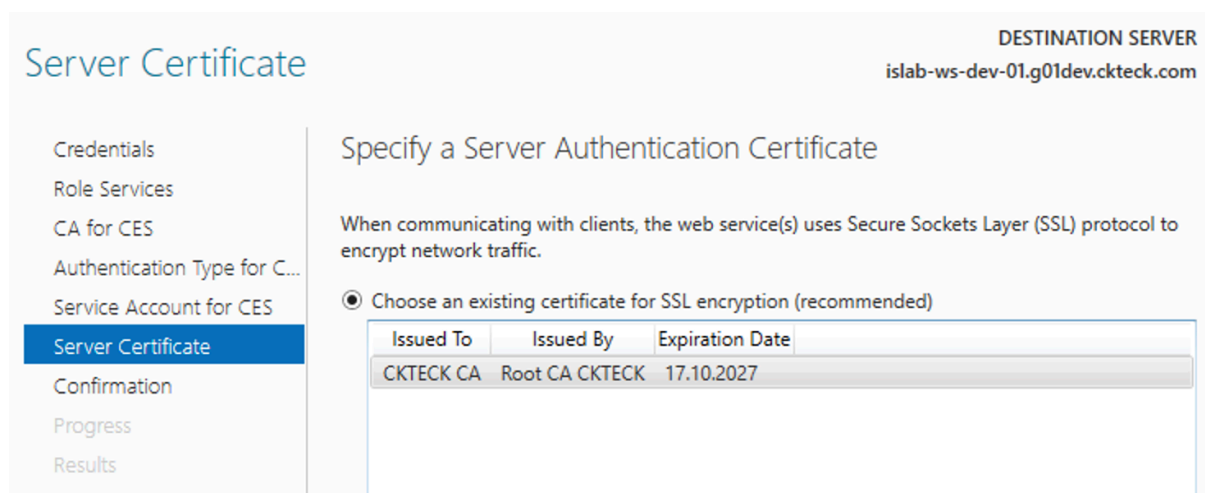 Server Certificate
DESTINATION SERVER
islab-ws-dev-01.g01dev.ckteck.com
Credentials
Role Services
CA for CES
Authentication Type for C...
Service Account for CES
Server Certificate
Confirmation
Progress
Results
Specify a Server Authentication Certificate
When communicating with clients, the web service(s) uses Secure Sockets Layer (SSL) protocol to
encrypt network traffic.
Choose an existing certificate for SSL encryption (recommended)
Issued To Issued By Expiration Date
CKTECK CA Root CA CKTECK 17.10.2027